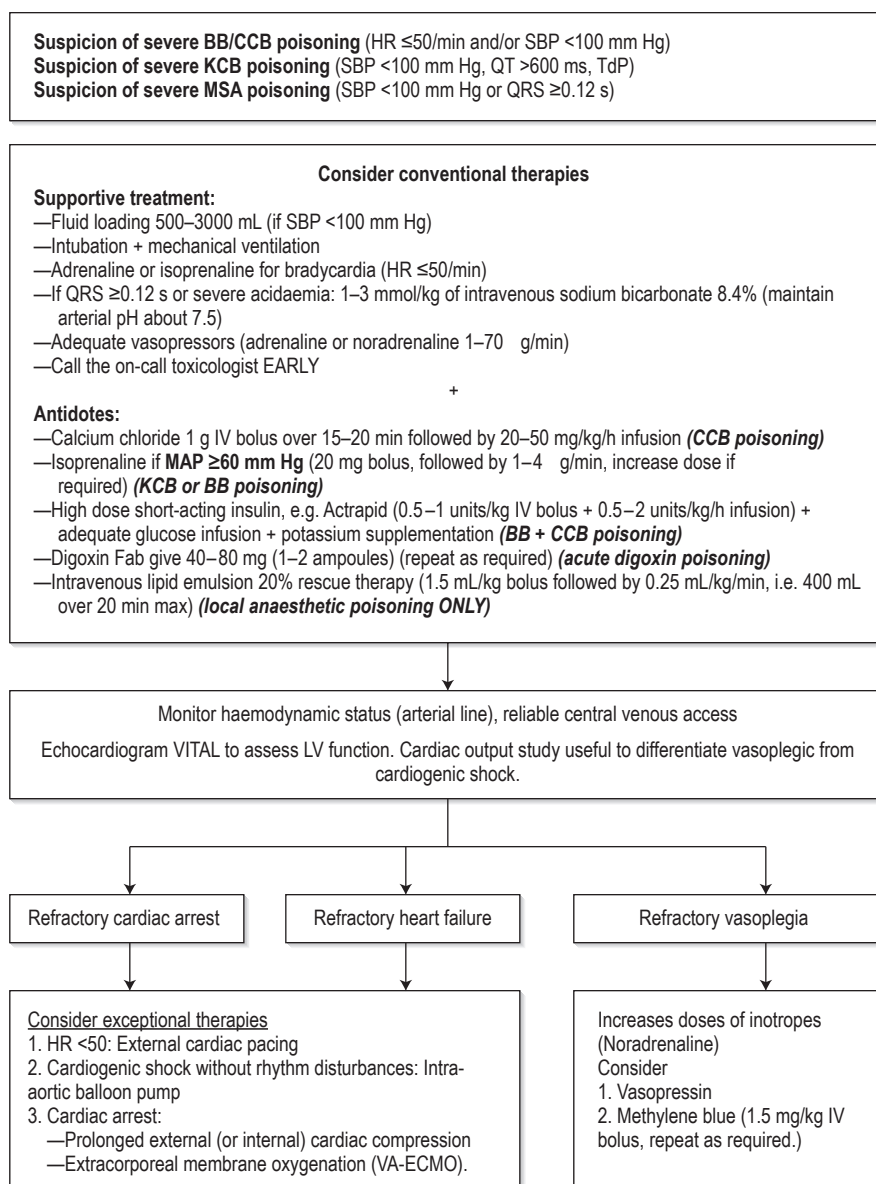 Suspicion of severe BB/CCB poisoning (HR ≤50/min and/or SBP <100 mm Hg)
Suspicion of severe KCB poisoning (SBP <100 mm Hg, QT >600 ms, TdP)
Suspicion of severe MSA poisoning (SBP <100 mm Hg or QRS ≥0.12 s)
Consider conventional therapies
Supportive treatment:
—Fluid loading 500–3000 mL (if SBP <100 mm Hg)
—Intubation + mechanical ventilation
—Adrenaline or isoprenaline for bradycardia (HR ≤50/min)
—If QRS ≥0.12 s or severe acidaemia: 1–3 mmol/kg of intravenous sodium bicarbonate 8.4% (maintain
arterial pH about 7.5)
—Adequate vasopressors (adrenaline or noradrenaline 1–70 g/min)
—Call the on-call toxicologist EARLY
+
Antidotes:
—Calcium chloride 1 g IV bolus over 15–20 min followed by 20–50 mg/kg/h infusion (CCB poisoning)
—Isoprenaline if MAP ≥60 mm Hg (20 mg bolus, followed by 1–4 g/min, increase dose if
required) (KCB or BB poisoning)
—High dose short-acting insulin, e.g. Actrapid (0.5–1 units/kg IV bolus + 0.5–2 units/kg/h infusion) +
adequate glucose infusion + potassium supplementation (BB + CCB poisoning)
—Digoxin Fab give 40–80 mg (1–2 ampoules) (repeat as required) (acute digoxin poisoning)
—Intravenous lipid emulsion 20% rescue therapy (1.5 mL/kg bolus followed by 0.25 mL/kg/min, i.e. 400 mL
over 20 min max) (local anaesthetic poisoning ONLY)
Monitor haemodynamic status (arterial line), reliable central venous access
Echocardiogram VITAL to assess LV function. Cardiac output study useful to differentiate vasoplegic from
cardiogenic shock.
Refractory cardiac arrest
Refractory heart failure
Refractory vasoplegia
Consider exceptional therapies
1. HR <50: External cardiac pacing
2. Cardiogenic shock without rhythm disturbances: Intra-
aortic balloon pump
3. Cardiac arrest:
—Prolonged external (or internal) cardiac compression
—Extracorporeal membrane oxygenation (VA-ECMO).
Increases doses of inotropes
(Noradrenaline)
Consider
1. Vasopressin
2. Methylene blue (1.5 mg/kg IV
bolus, repeat as required.)